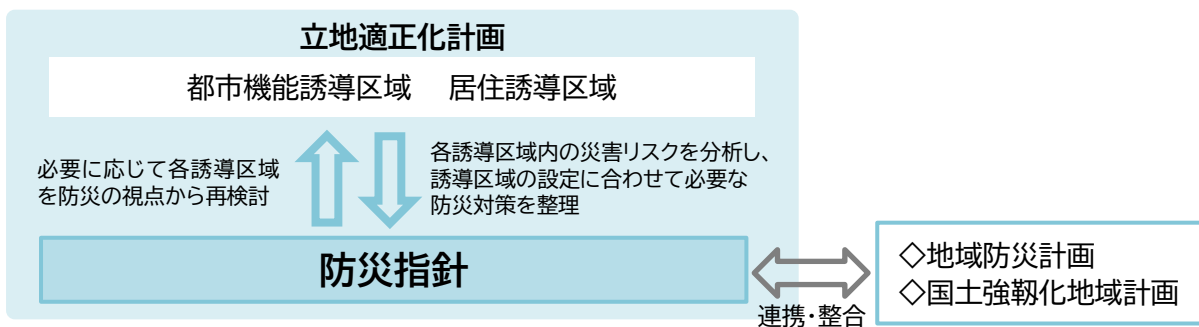 立地適正化計画
都市機能誘導区域 居住誘導区域
必要に応じて各誘導区域
を防災の視点から再検討
各誘導区域内の災害リスクを分析し、
誘導区域の設定に合わせて必要な
防災対策を整理
防災指針
連携・整合
◇地域防災計画
◇国土強靱化地域計画